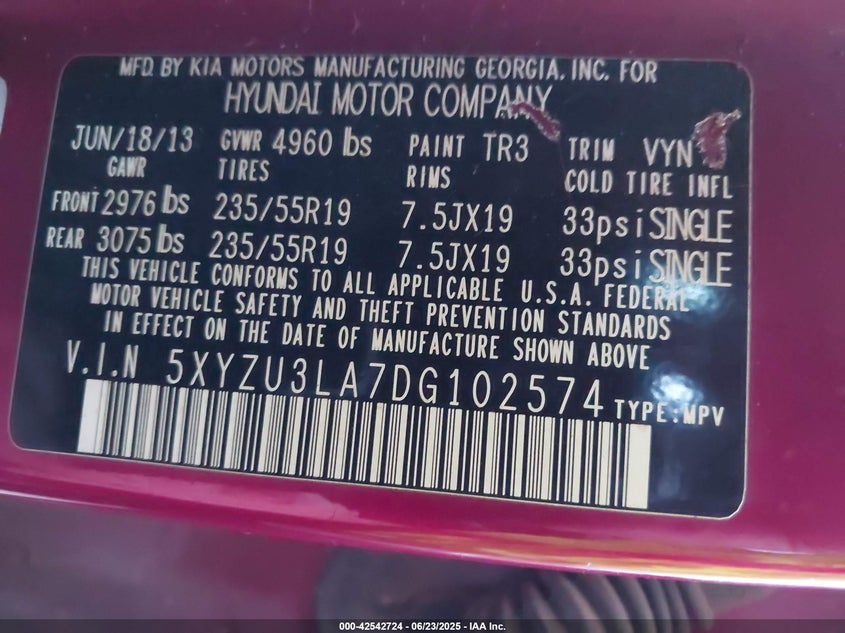 MFD. BY KIA MOTORS MANUFACTURING GEORGIA, INC. FOR
HYUNDAI MOTOR COMPANY
JUN/18/13 GVWR 4960 lbs PAINT TR3 TRIM VYN
GAWR TIRES RIMS COLD TIRE INFL
FRONT 2976 lbs 235/55R19 7.5JX19 33psi SINGLE
REAR 3075 lbs 235/55R19 7.5JX19 33psi SINGLE
THIS VEHICLE CONFORMS TO ALL APPLICABLE U.S.A. FEDERAL
MOTOR VEHICLE SAFETY AND THEFT PREVENTION STANDARDS
IN EFFECT ON THE DATE OF MANUFACTURE SHOWN ABOVE
V.I.N 5XYZU3LA7DG102574 TYPE:MPV
000-42542724 - 06/23/2025 - IAA Inc.